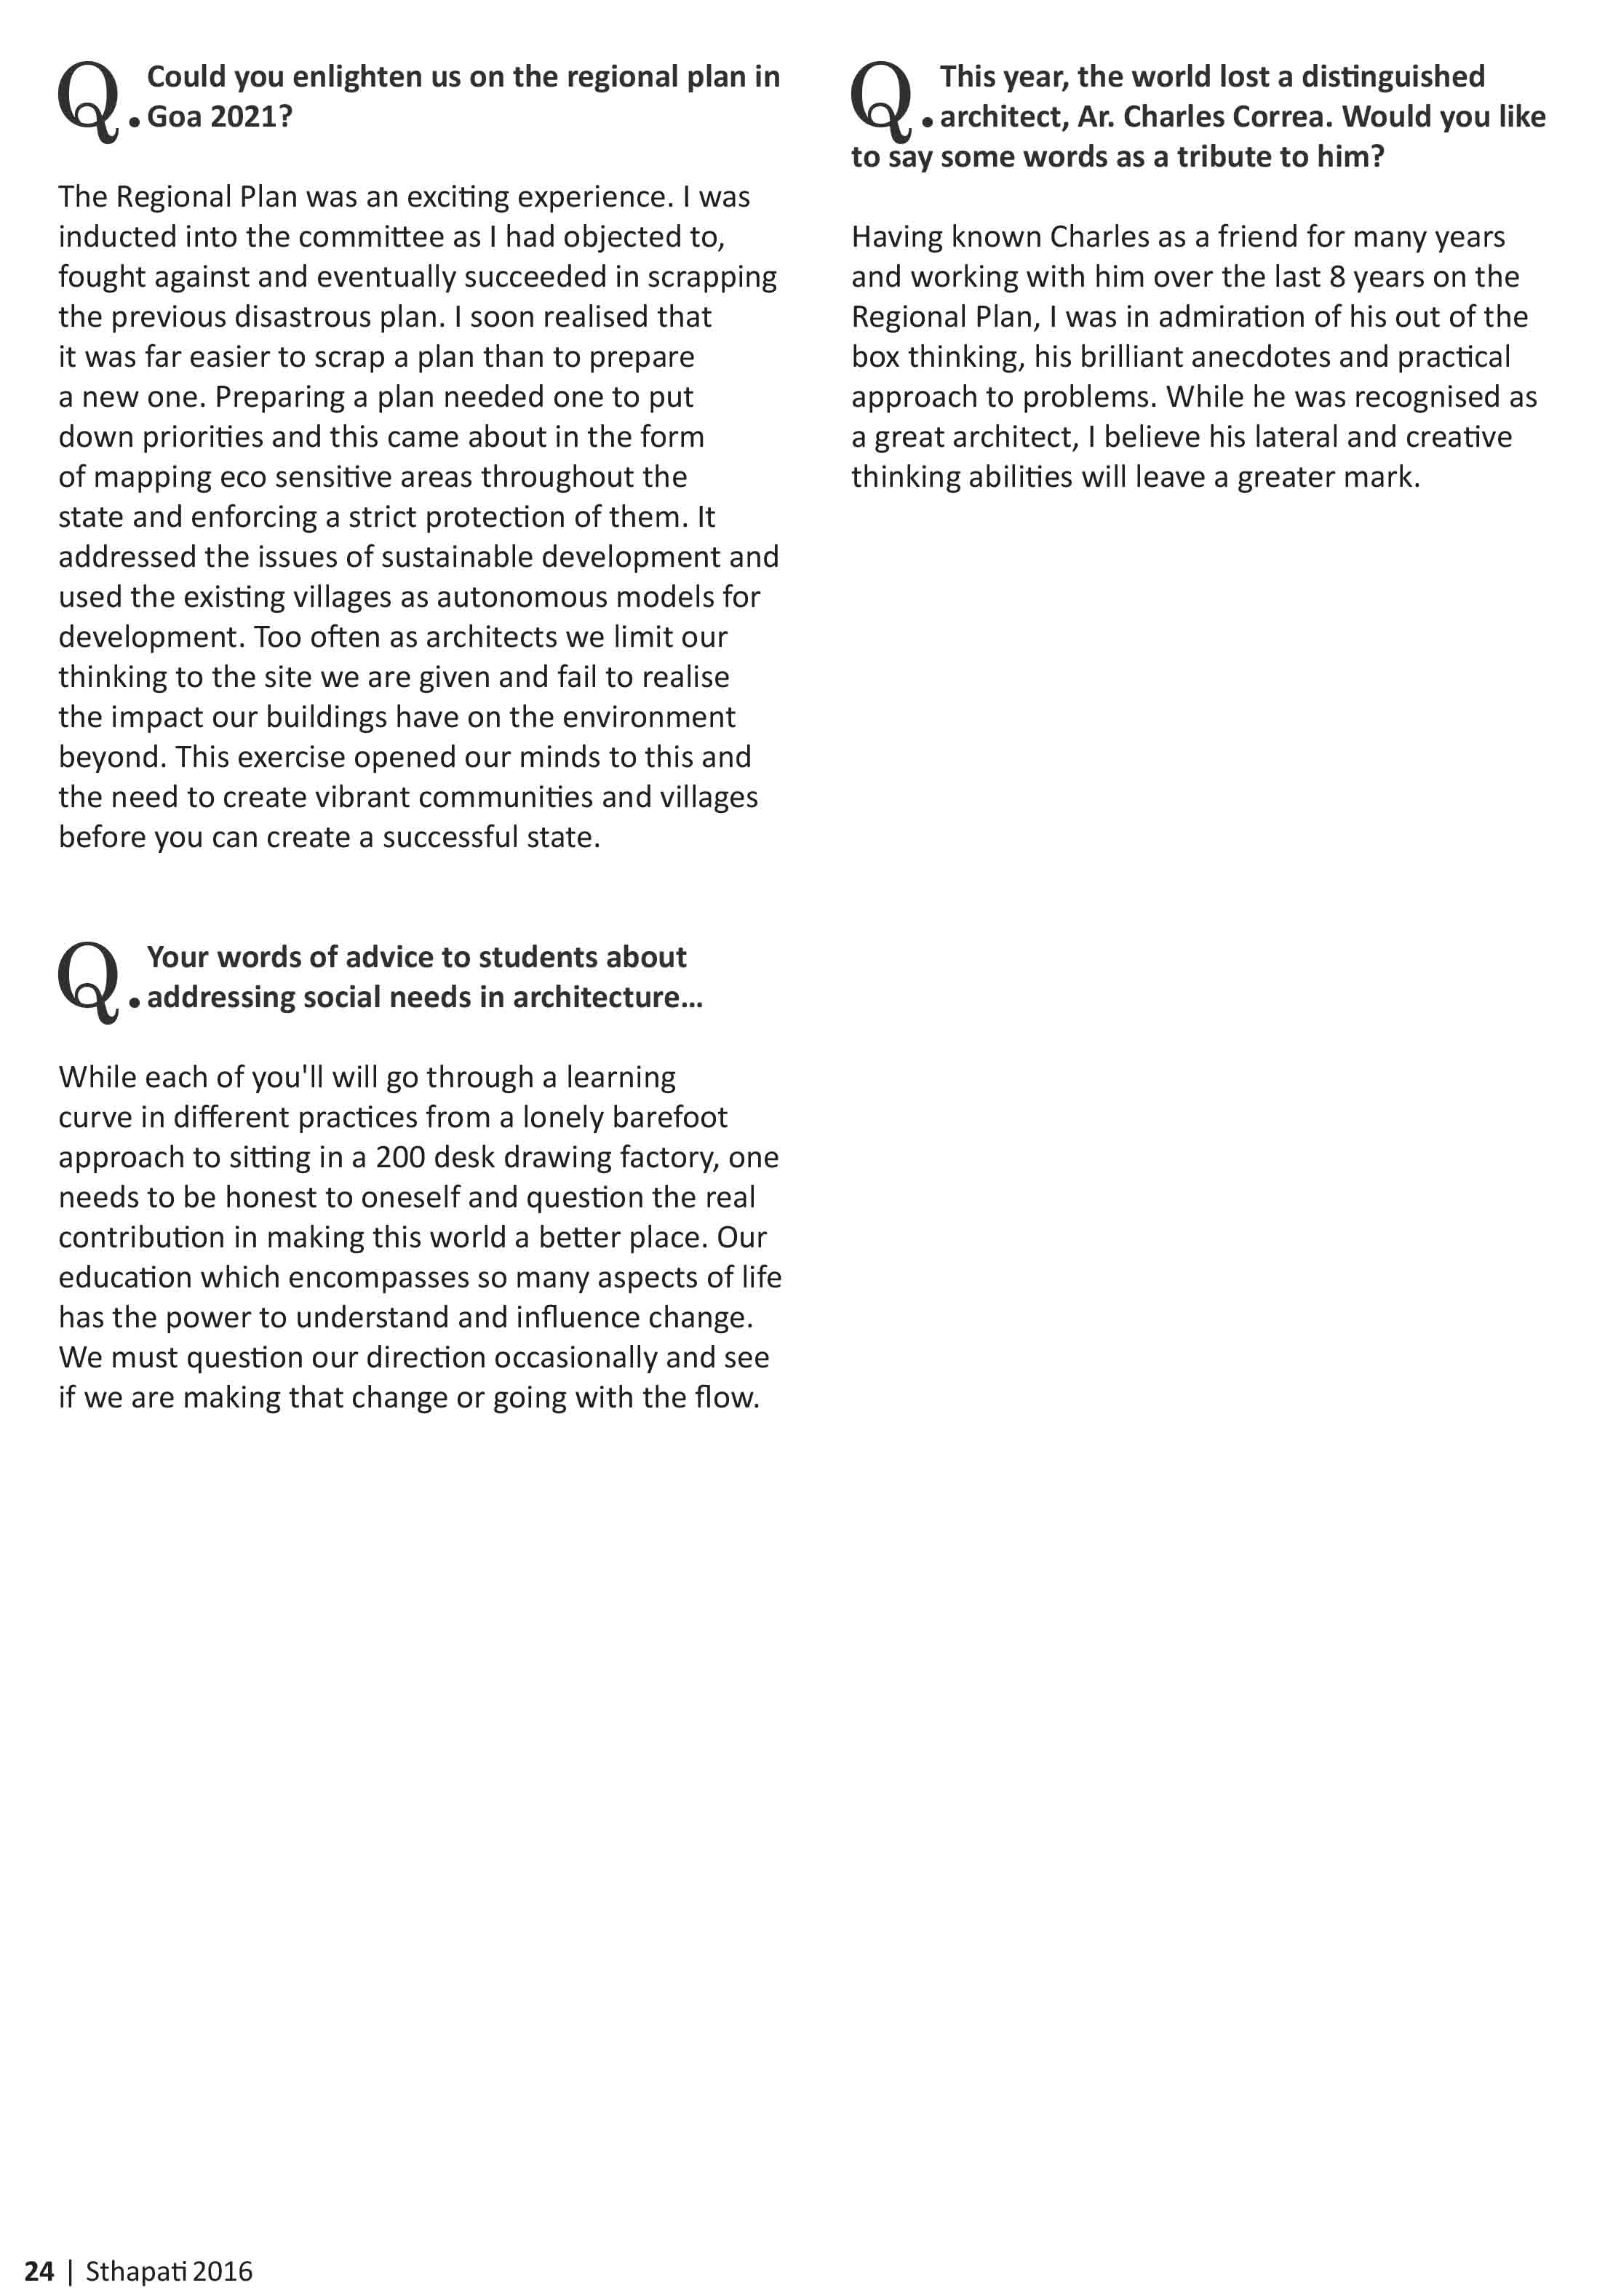 Q. Could you enlighten us on the regional plan in
Goa 2021?
The Regional Plan was an exciting experience. I was
inducted into the committee as I had objected to,
fought against and eventually succeeded in scrapping
the previous disastrous plan. I soon realised that
it was far easier to scrap a plan than to prepare
a new one. Preparing a plan needed one to put
down priorities and this came about in the form
of mapping eco sensitive areas throughout the
state and enforcing a strict protection of them. It
addressed the issues of sustainable development and
used the existing villages as autonomous models for
development. Too often as architects we limit our
thinking to the site we are given and fail to realise
the impact our buildings have on the environment
beyond. This exercise opened our minds to this and
the need to create vibrant communities and villages
before you can create a successful state.
Q. Your words of advice to students about
addressing social needs in architecture...
While each of you'll will go through a learning
curve in different practices from a lonely barefoot
approach to sitting in a 200 desk drawing factory, one
needs to be honest to oneself and question the real
contribution in making this world a better place. Our
education which encompasses so many aspects of life
has the power to understand and influence change.
We must question our direction occasionally and see
if we are making that change or going with the flow.
Q. This year, the world lost a distinguished
architect, Ar. Charles Correa. Would you like
to say some words as a tribute to him?
Having known Charles as a friend for many years
and working with him over the last 8 years on the
Regional Plan, I was in admiration of his out of the
box thinking, his brilliant anecdotes and practical
approach to problems. While he was recognised as
a great architect, I believe his lateral and creative
thinking abilities will leave a greater mark.
24 | Sthapati 2016